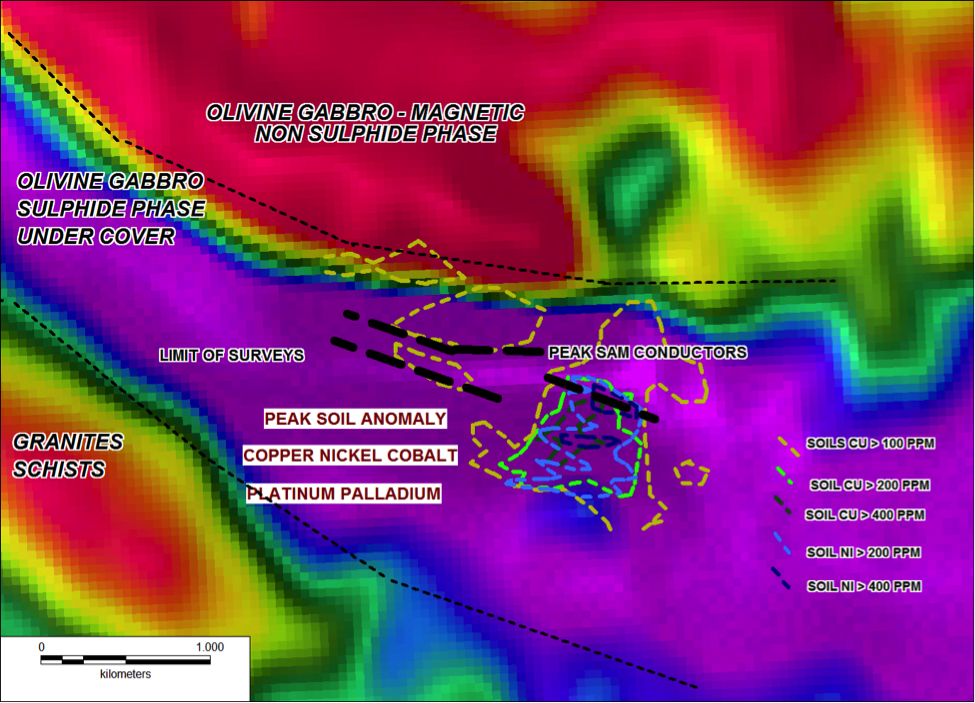 OLIVINE GABBRO - MAGNETIC
NON SULPHIDE PHASE
OLIVINE GABBRO
SULPHIDE PHASE
UNDER COVER
LIMIT OF SURVEYS
PEAK SAM CONDUCTORS
PEAK SOIL ANOMALY
COPPER NICKEL COBALT
PLATINUM PALLADIUM
GRANITES
SCHISTS
SOILS CU > 100 PPM
SOIL CU > 200 PPM
SOIL CU > 400 PPM
SOIL NI > 200 PPM
SOIL NI > 400 PPM
0 1.000
kilometers